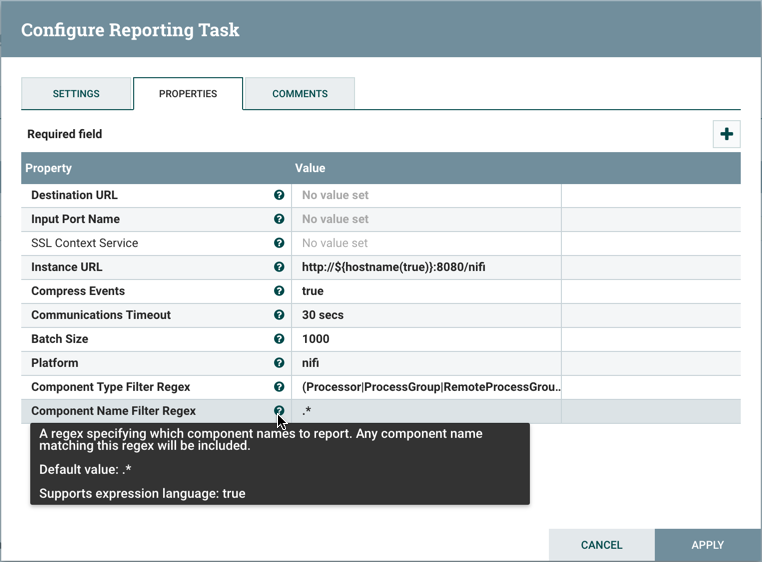 Configure Reporting Task
SETTINGS
PROPERTIES
COMMENTS
Required field
Property Value
Destination URL No value set
Input Port Name No value set
SSL Context Service No value set
Instance URL http://${hostname(true)}:8080/nifi
Compress Events true
Communications Timeout 30 secs
Batch Size 1000
Platform nifi
Component Type Filter Regex (Processor|ProcessGroup|RemoteProcessGrou..
Component Name Filter Regex .*
A regex specifying which component names to report. Any component name
matching this regex will be included.
Default value: .*
Supports expression language: true
CANCEL
APPLY